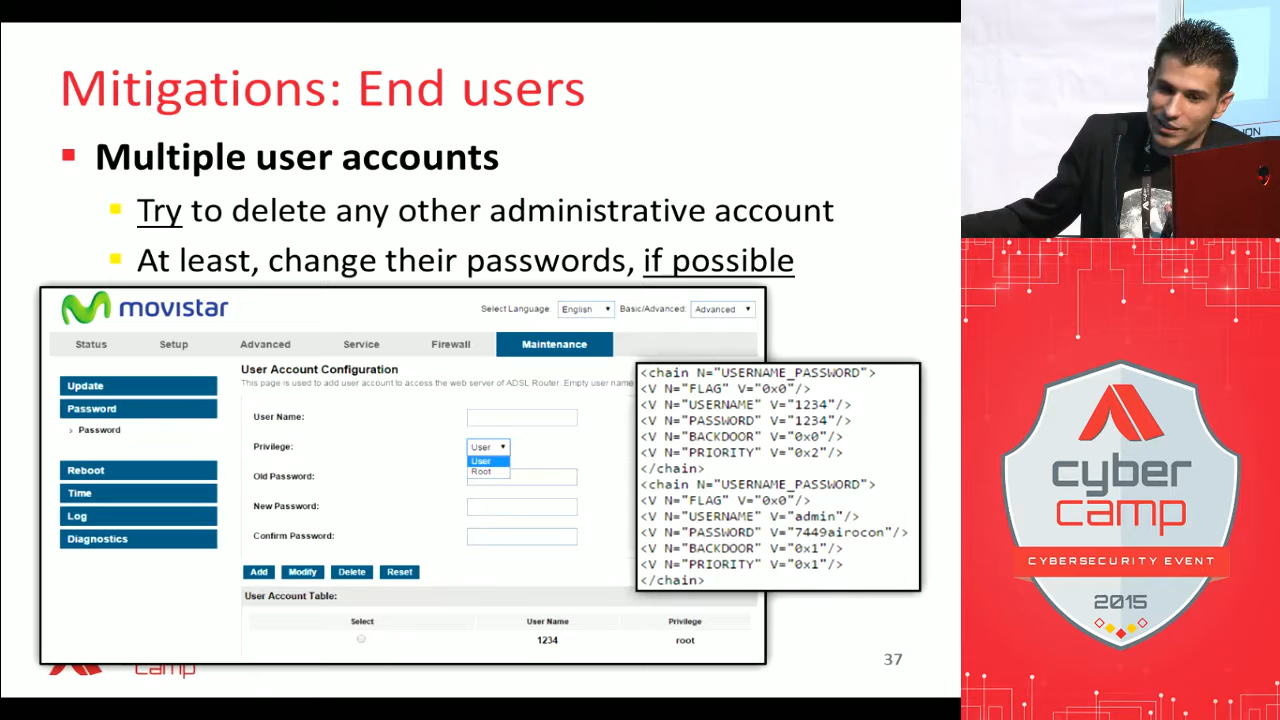 Mitigations: End users
Multiple user accounts
Try to delete any other administrative account
At least, change their passwords, if possible
movistar
Select Language: English Basic/Advanced: Advanced
Status Setup Advanced Service Firewall Maintenance
Update
Password
Password
Reboot
Time
Log
Diagnostics
User Account Configuration
This page is used to add user account to access the web server of ADSL Router. Empty user name
User Name:
Privilege: User
User
Root
Old Password:
New Password:
Confirm Password:
Add Modify Delete Reset
User Account Table:
Select User Name Privilege
1234 root
<chain N="USERNAME_PASSWORD">
<V N="FLAG" V="0x0"/>
<V N="USERNAME" V="1234"/>
<V N="PASSWORD" V="1234"/>
<V N="BACKDOOR" V="0x0"/>
<V N="PRIORITY" V="0x2"/>
</chain>
<chain N="USERNAME_PASSWORD">
<V N="FLAG" V="0x0"/>
<V N="USERNAME" V="admin"/>
<V N="PASSWORD" V="7449airocon"/>
<V N="BACKDOOR" V="0x1"/>
<V N="PRIORITY" V="0x1"/>
</chain>
camp
37
cyber
camp
CYBERSECURITY EVENT
2015